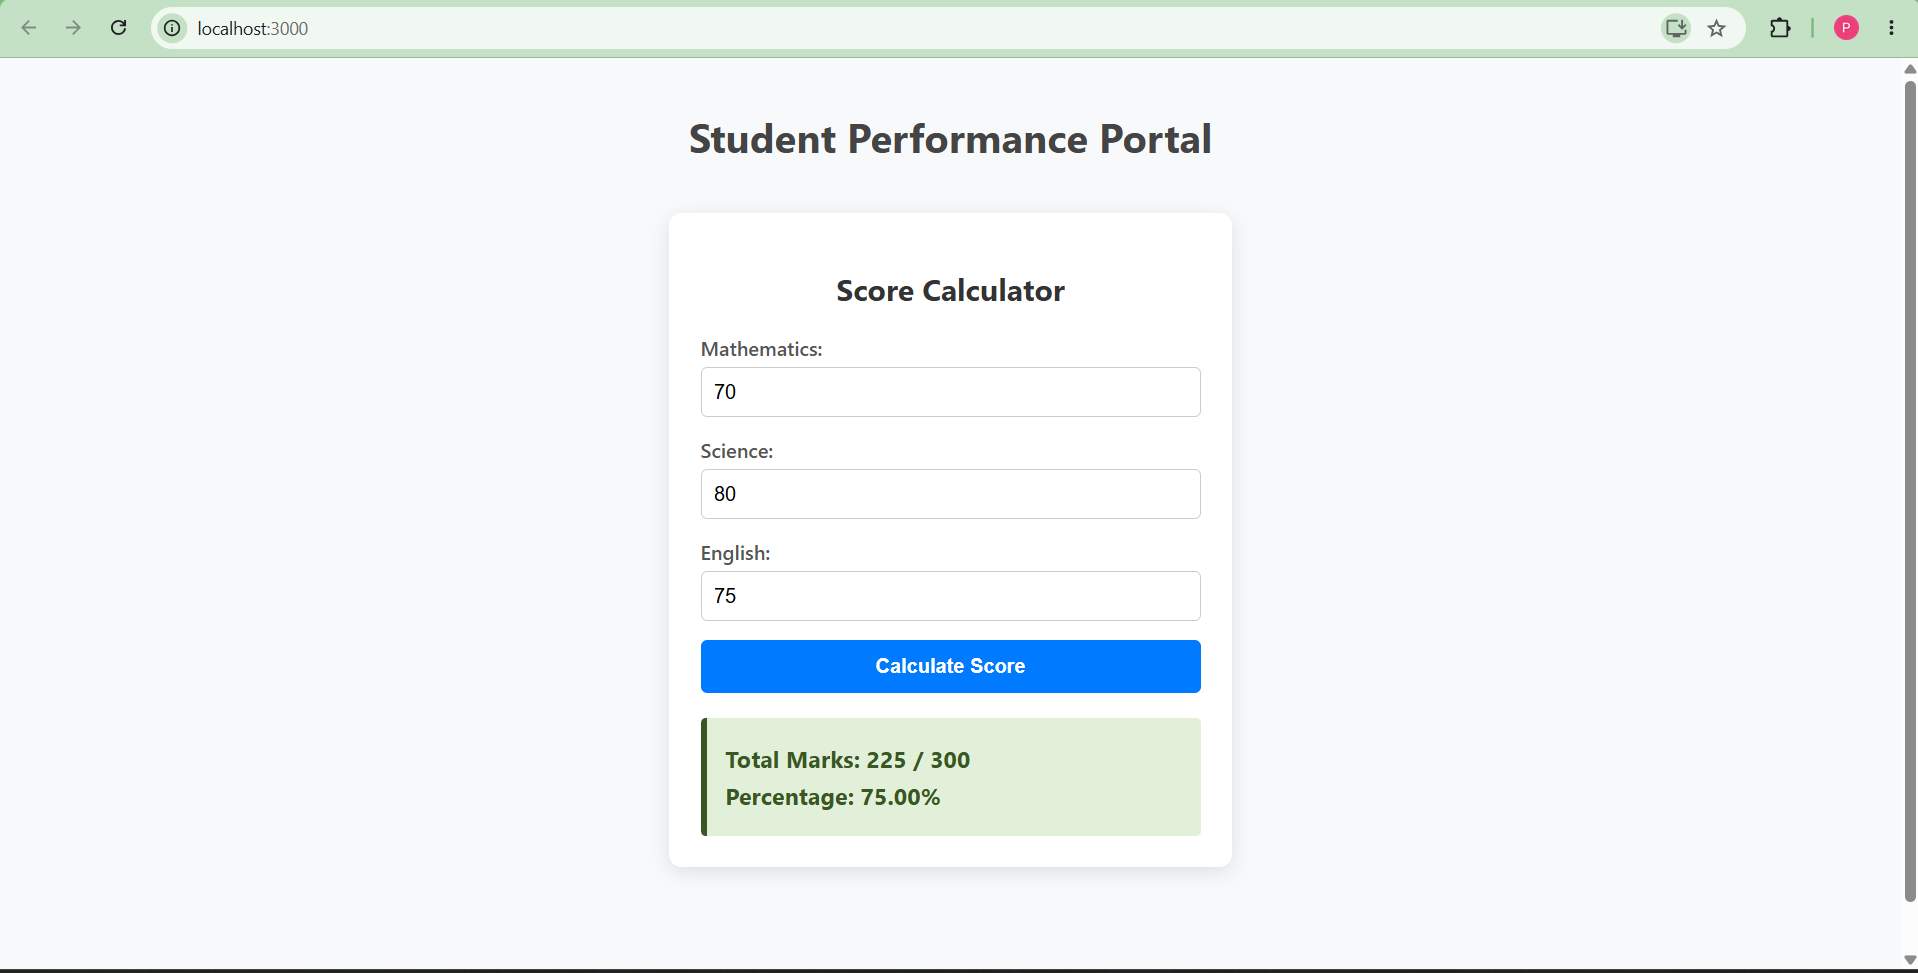 localhost:3000
P
Student Performance Portal
Score Calculator
Mathematics:
70
Science:
80
English:
75
Calculate Score
Total Marks: 225 / 300
Percentage: 75.00%